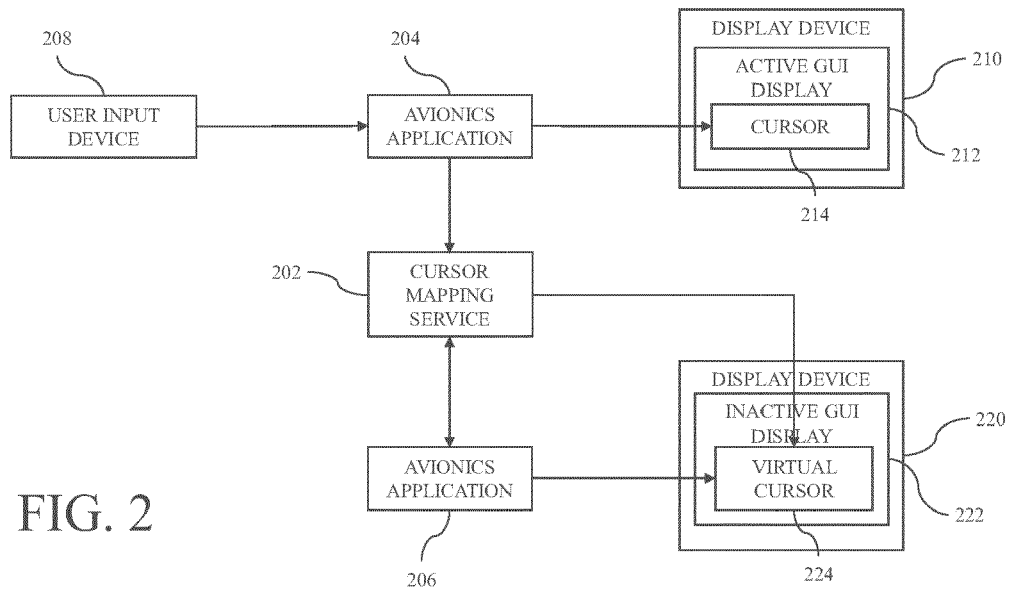 208
USER INPUT
DEVICE
204
AVIONICS
APPLICATION
DISPLAY DEVICE
ACTIVE GUI
DISPLAY
CURSOR
210
212
214
202
CURSOR
MAPPING
SERVICE
DISPLAY DEVICE
INACTIVE GUI
DISPLAY
VIRTUAL
CURSOR
220
222
224
AVIONICS
APPLICATION
206
FIG. 2